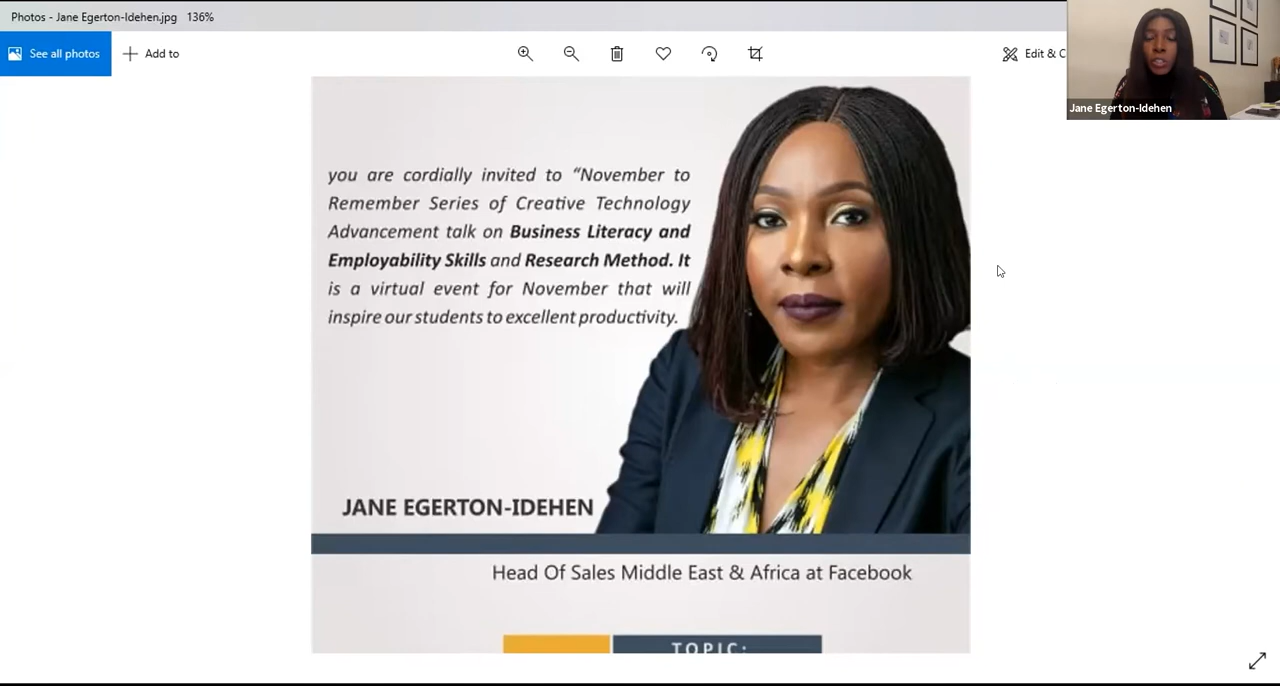 Photos - Jane Egerton-Idehen.jpg 136%
See all photos
Add to
Edit & C
Jane Egerton-Idehen
you are cordially invited to “November to
Remember Series of Creative Technology
Advancement talk on Business Literacy and
Employability Skills and Research Method. It
is a virtual event for November that will
inspire our students to excellent productivity.
JANE EGERTON-IDEHEN
Head Of Sales Middle East & Africa at Facebook
TOPIC: